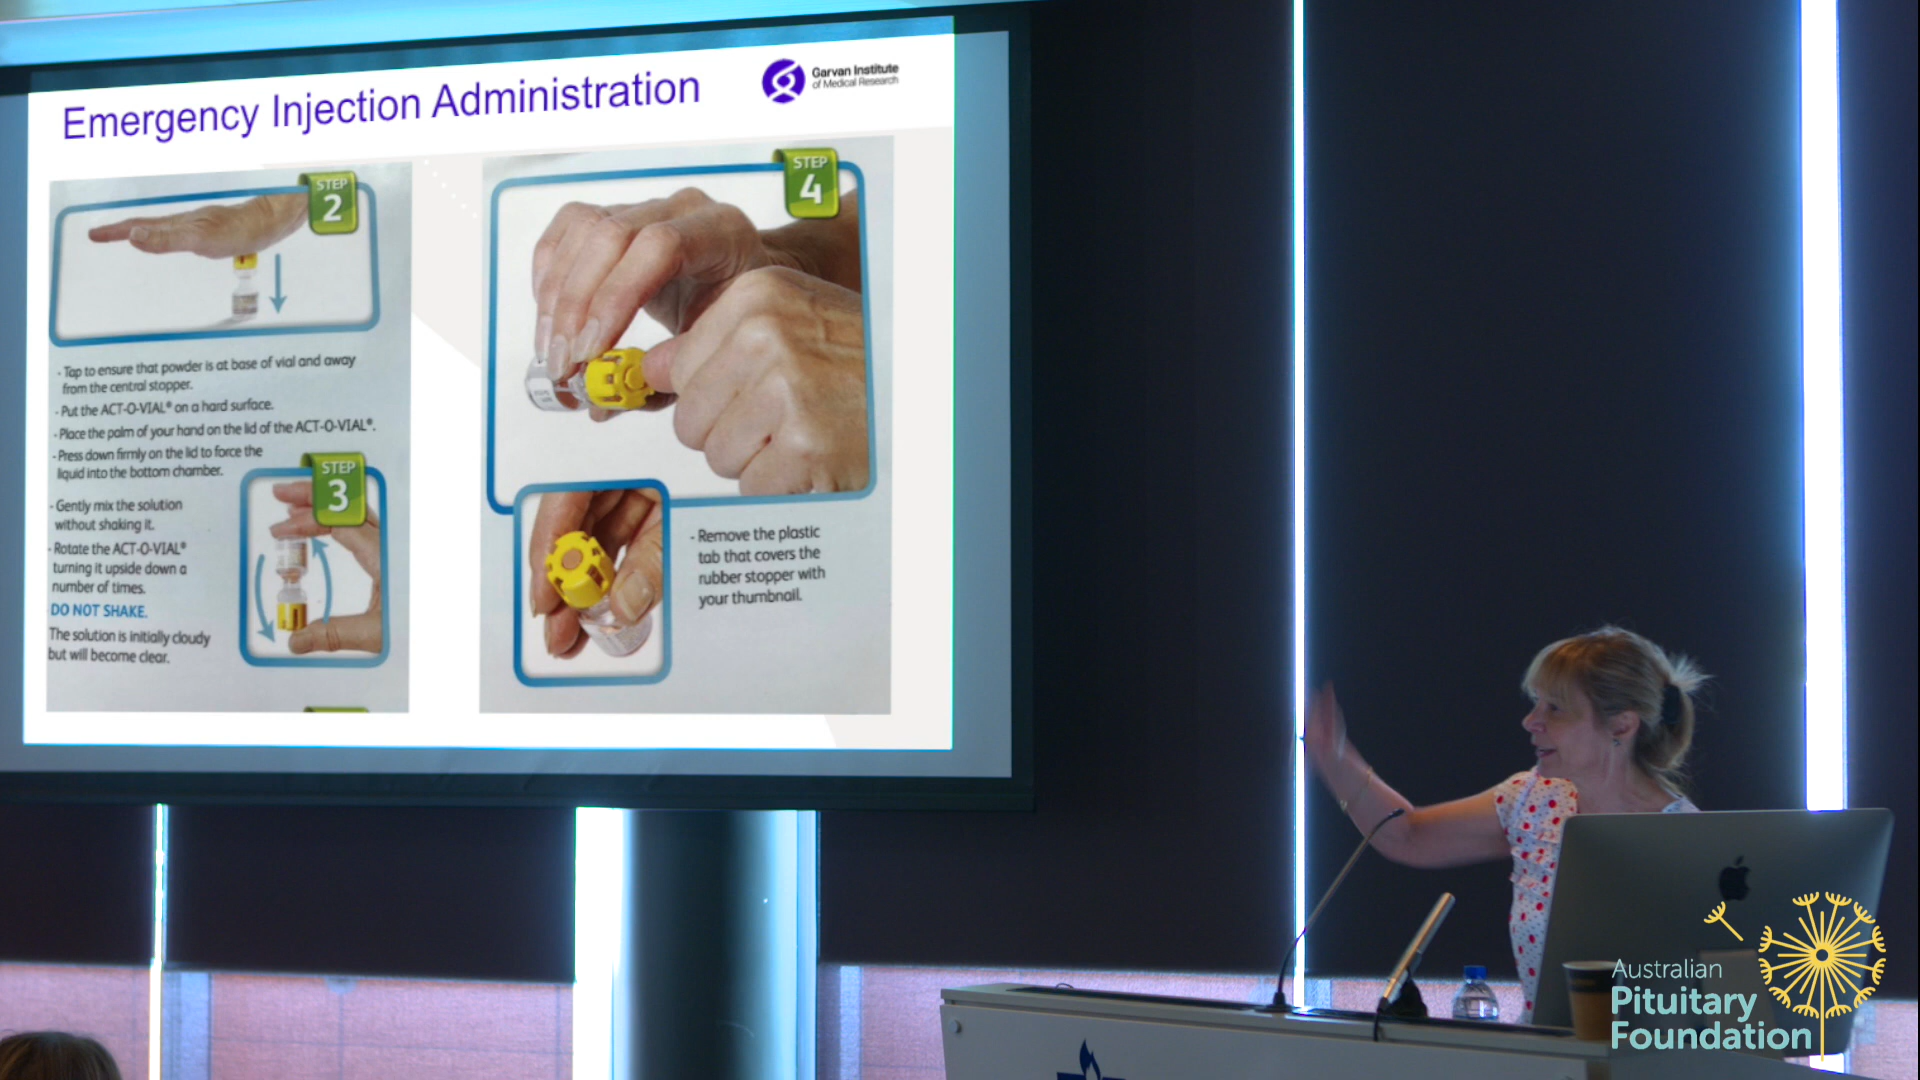 Emergency Injection Administration
Garvan Institute
of Medical Research
STEP
2
- Tap to ensure that powder is at base of vial and away
from the central stopper.
- Put the ACT-O-VIAL® on a hard surface.
- Place the palm of your hand on the lid of the ACT-O-VIAL®.
- Press down firmly on the lid to force the
liquid into the bottom chamber.
STEP
3
- Gently mix the solution
without shaking it.
- Rotate the ACT-O-VIAL®
turning it upside down a
number of times.
DO NOT SHAKE.
The solution is initially cloudy
but will become clear.
STEP
4
- Remove the plastic
tab that covers the
rubber stopper with
your thumbnail.
Australian
Pituitary
Foundation